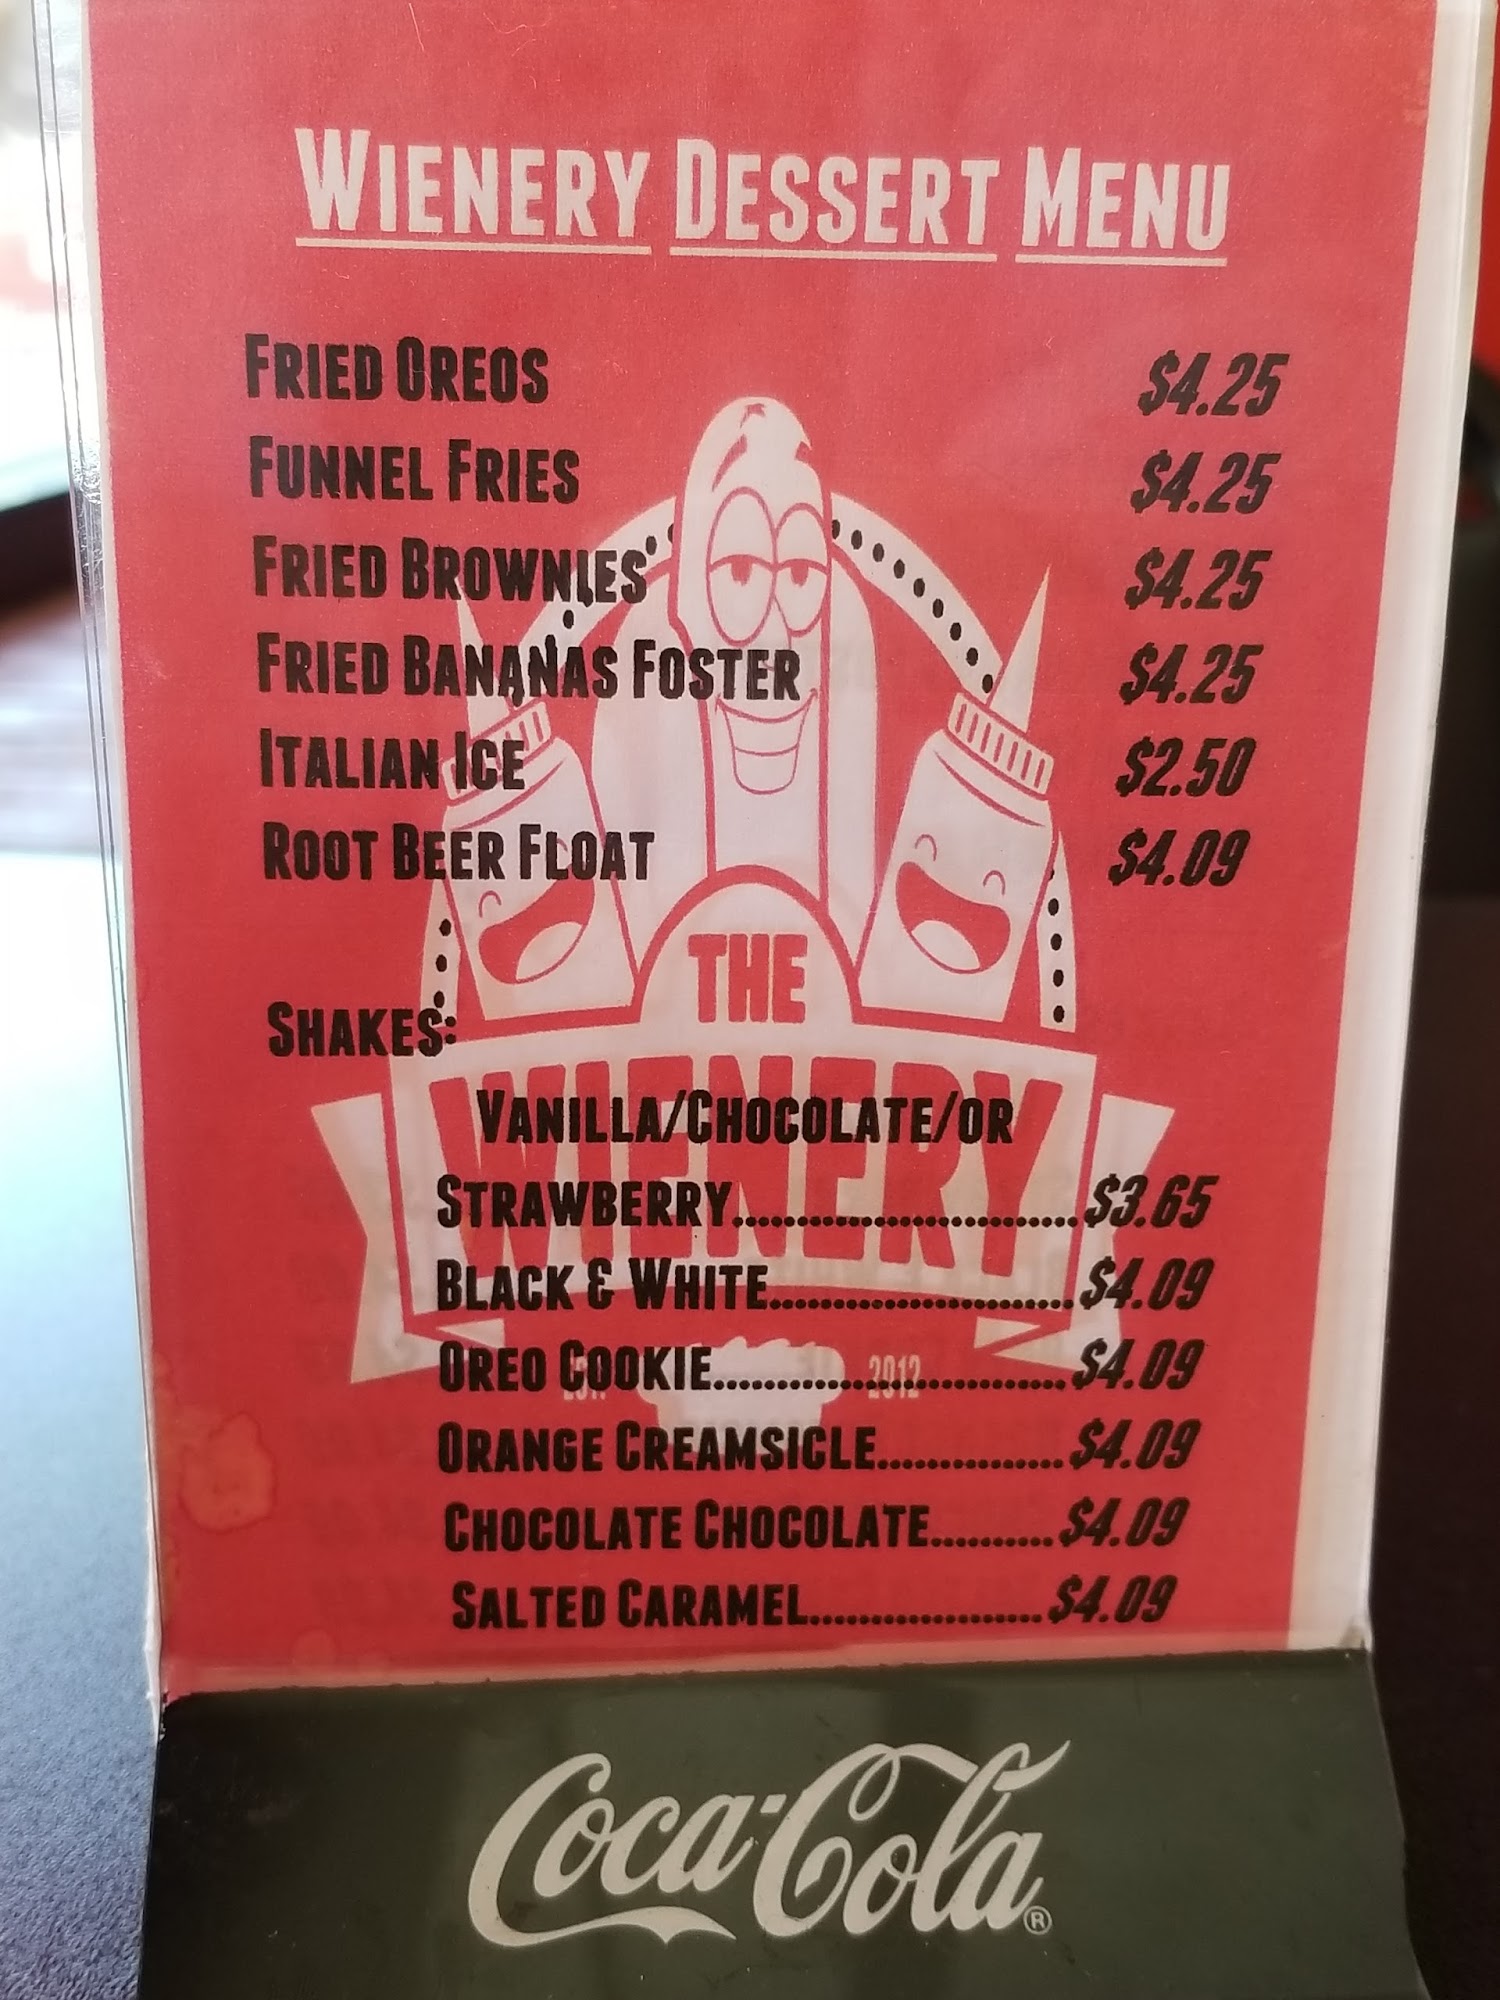 WIENERY DESSERT MENU
FRIED OREOS $4.25
FUNNEL FRIES $4.25
FRIED BROWNIES $4.25
FRIED BANANAS FOSTER $4.25
ITALIAN ICE $2.50
ROOT BEER FLOAT $4.09
THE
WIENERY
SHAKES:
VANILLA/CHOCOLATE/OR
STRAWBERRY...........................$3.65
BLACK & WHITE........................$4.09
OREO COOKIE............................$4.09
EST. 2012
ORANGE CREAMSICLE...............$4.09
CHOCOLATE CHOCOLATE..........$4.09
SALTED CARAMEL...................$4.09
Coca-Cola®